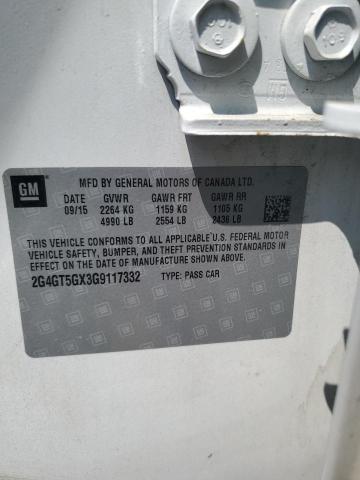 GM
MFD BY GENERAL MOTORS OF CANADA LTD.
DATE GVWR GAWR FRT GAWR RR
09/15 2264 KG 1159 KG 1105 KG
4990 LB 2554 LB 2436 LB
THIS VEHICLE CONFORMS TO ALL APPLICABLE U.S. FEDERAL MOTOR
VEHICLE SAFETY, BUMPER, AND THEFT PREVENTION STANDARDS
IN EFFECT ON THE DATE OF MANUFACTURE SHOWN ABOVE.
2G4GT5GX3G9117332 TYPE: PASS CAR